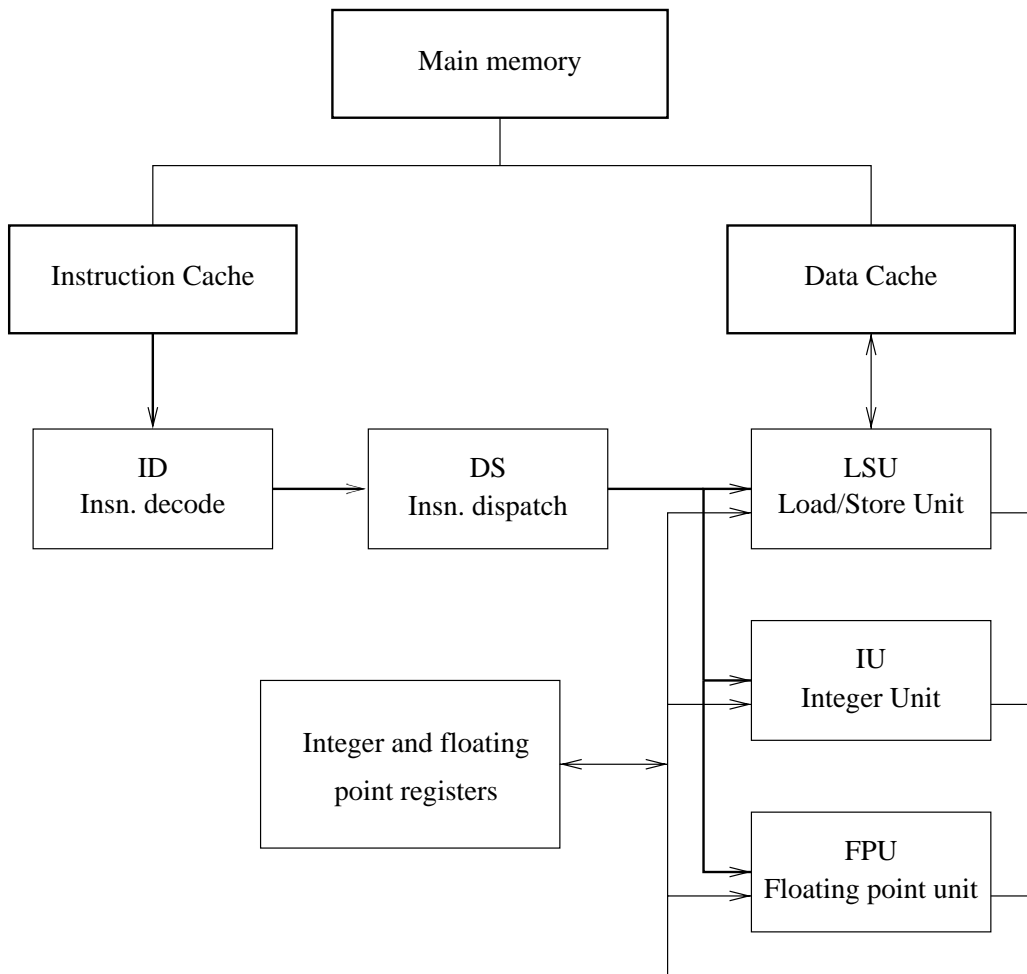 Main memory
Instruction Cache
Data Cache
ID
Insn. decode
DS
Insn. dispatch
LSU
Load/Store Unit
IU
Integer Unit
Integer and floating
point registers
FPU
Floating point unit